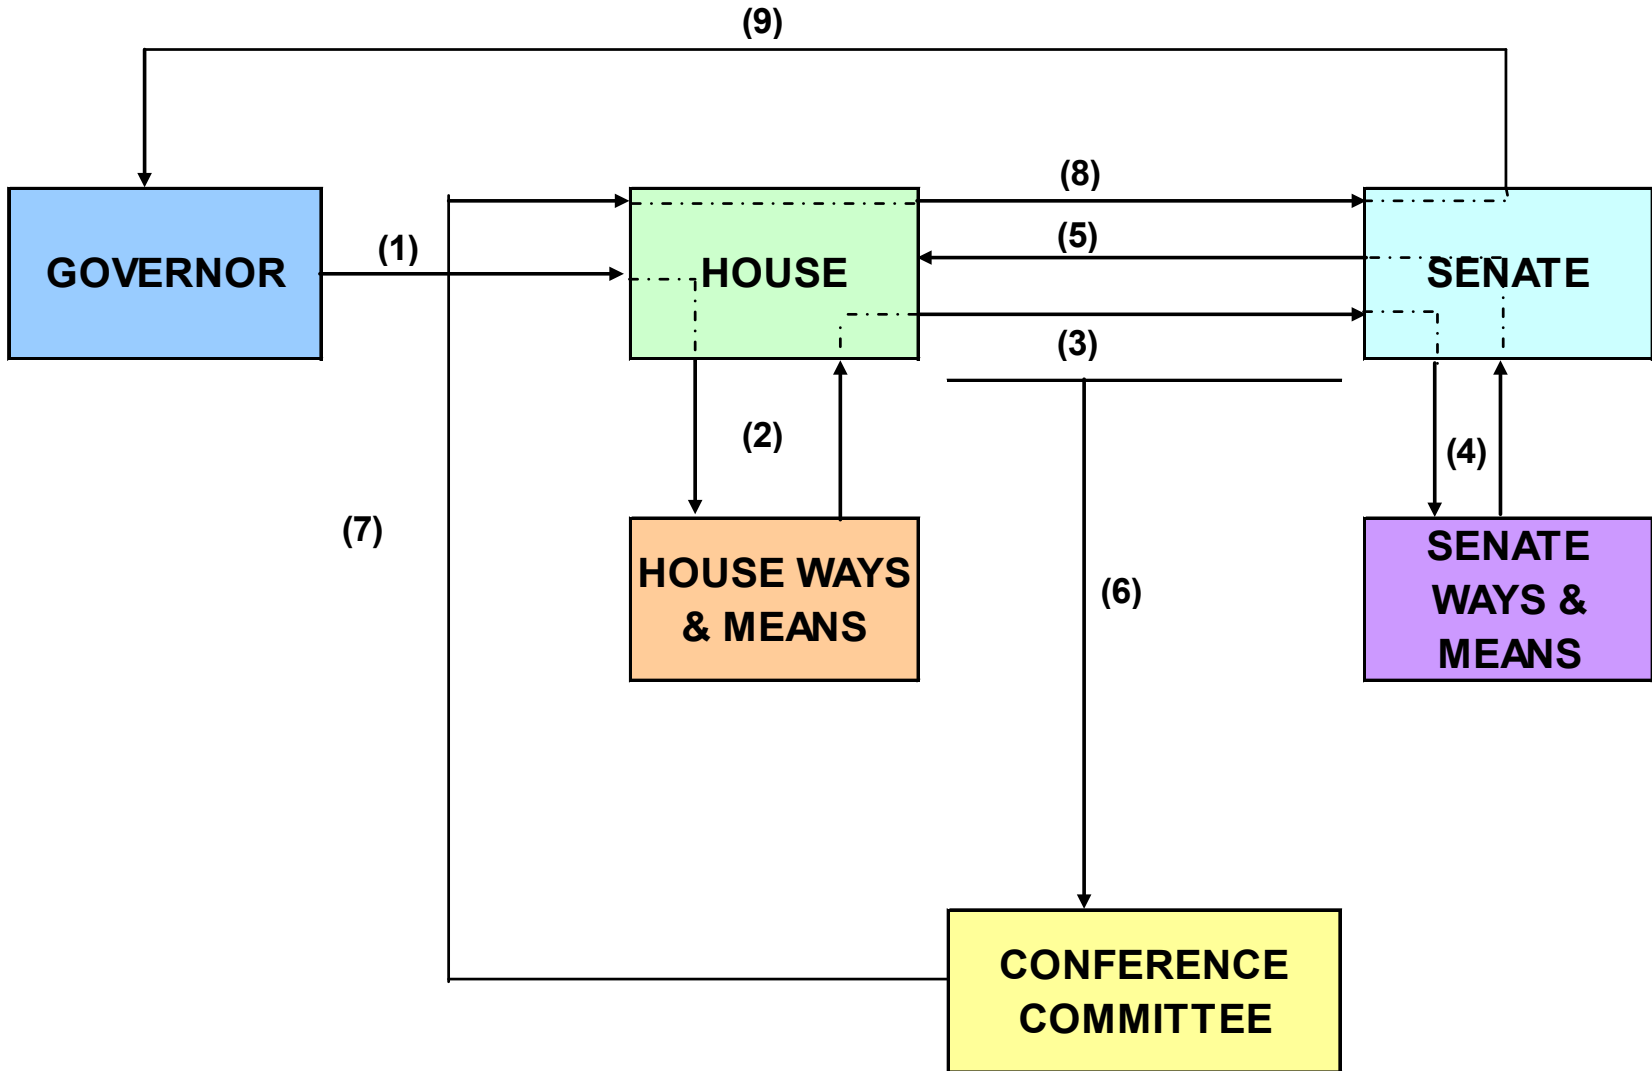 (9)
(8)
(1)
(5)
GOVERNOR
HOUSE
SENATE
(3)
(2)
(4)
(7)
HOUSE WAYS
& MEANS
(6)
SENATE
WAYS &
MEANS
CONFERENCE
COMMITTEE